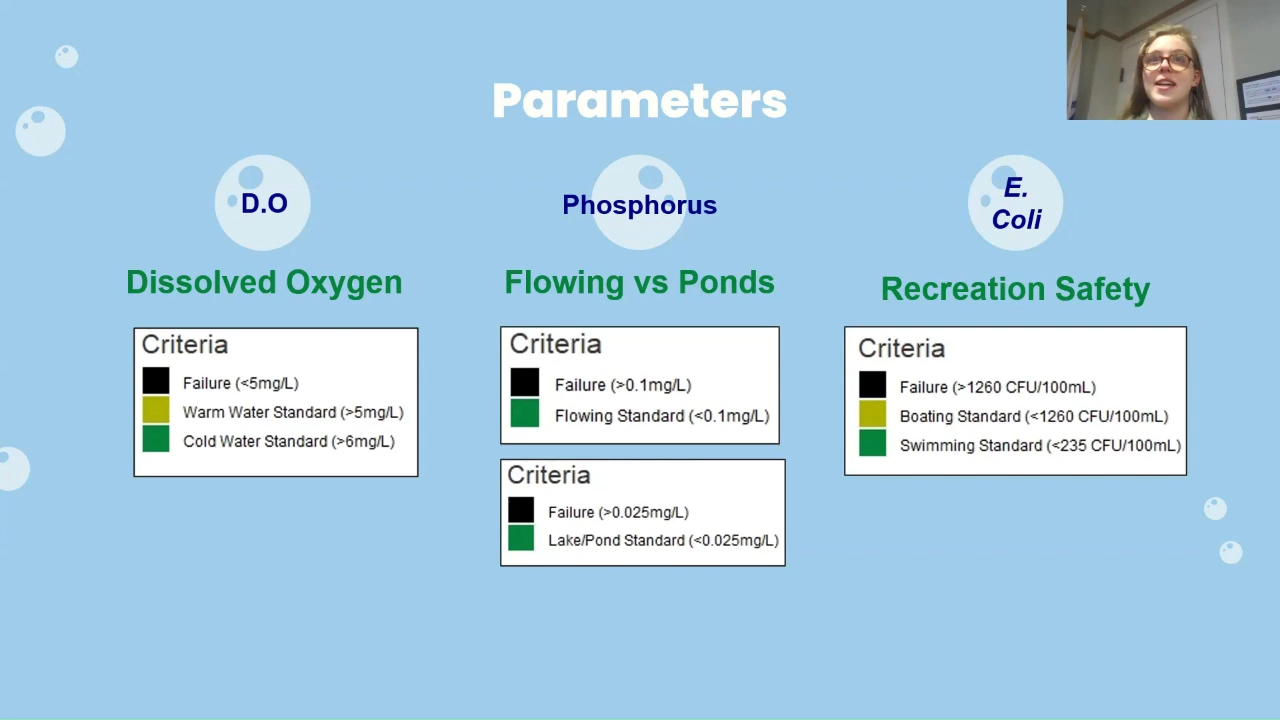 Parameters
D.O
Dissolved Oxygen
Criteria
Failure (<5mg/L)
Warm Water Standard (>5mg/L)
Cold Water Standard (>6mg/L)
Phosphorus
Flowing vs Ponds
Criteria
Failure (>0.1mg/L)
Flowing Standard (<0.1mg/L)
Criteria
Failure (>0.025mg/L)
Lake/Pond Standard (<0.025mg/L)
E.
Coli
Recreation Safety
Criteria
Failure (>1260 CFU/100mL)
Boating Standard (<1260 CFU/100mL)
Swimming Standard (<235 CFU/100mL)